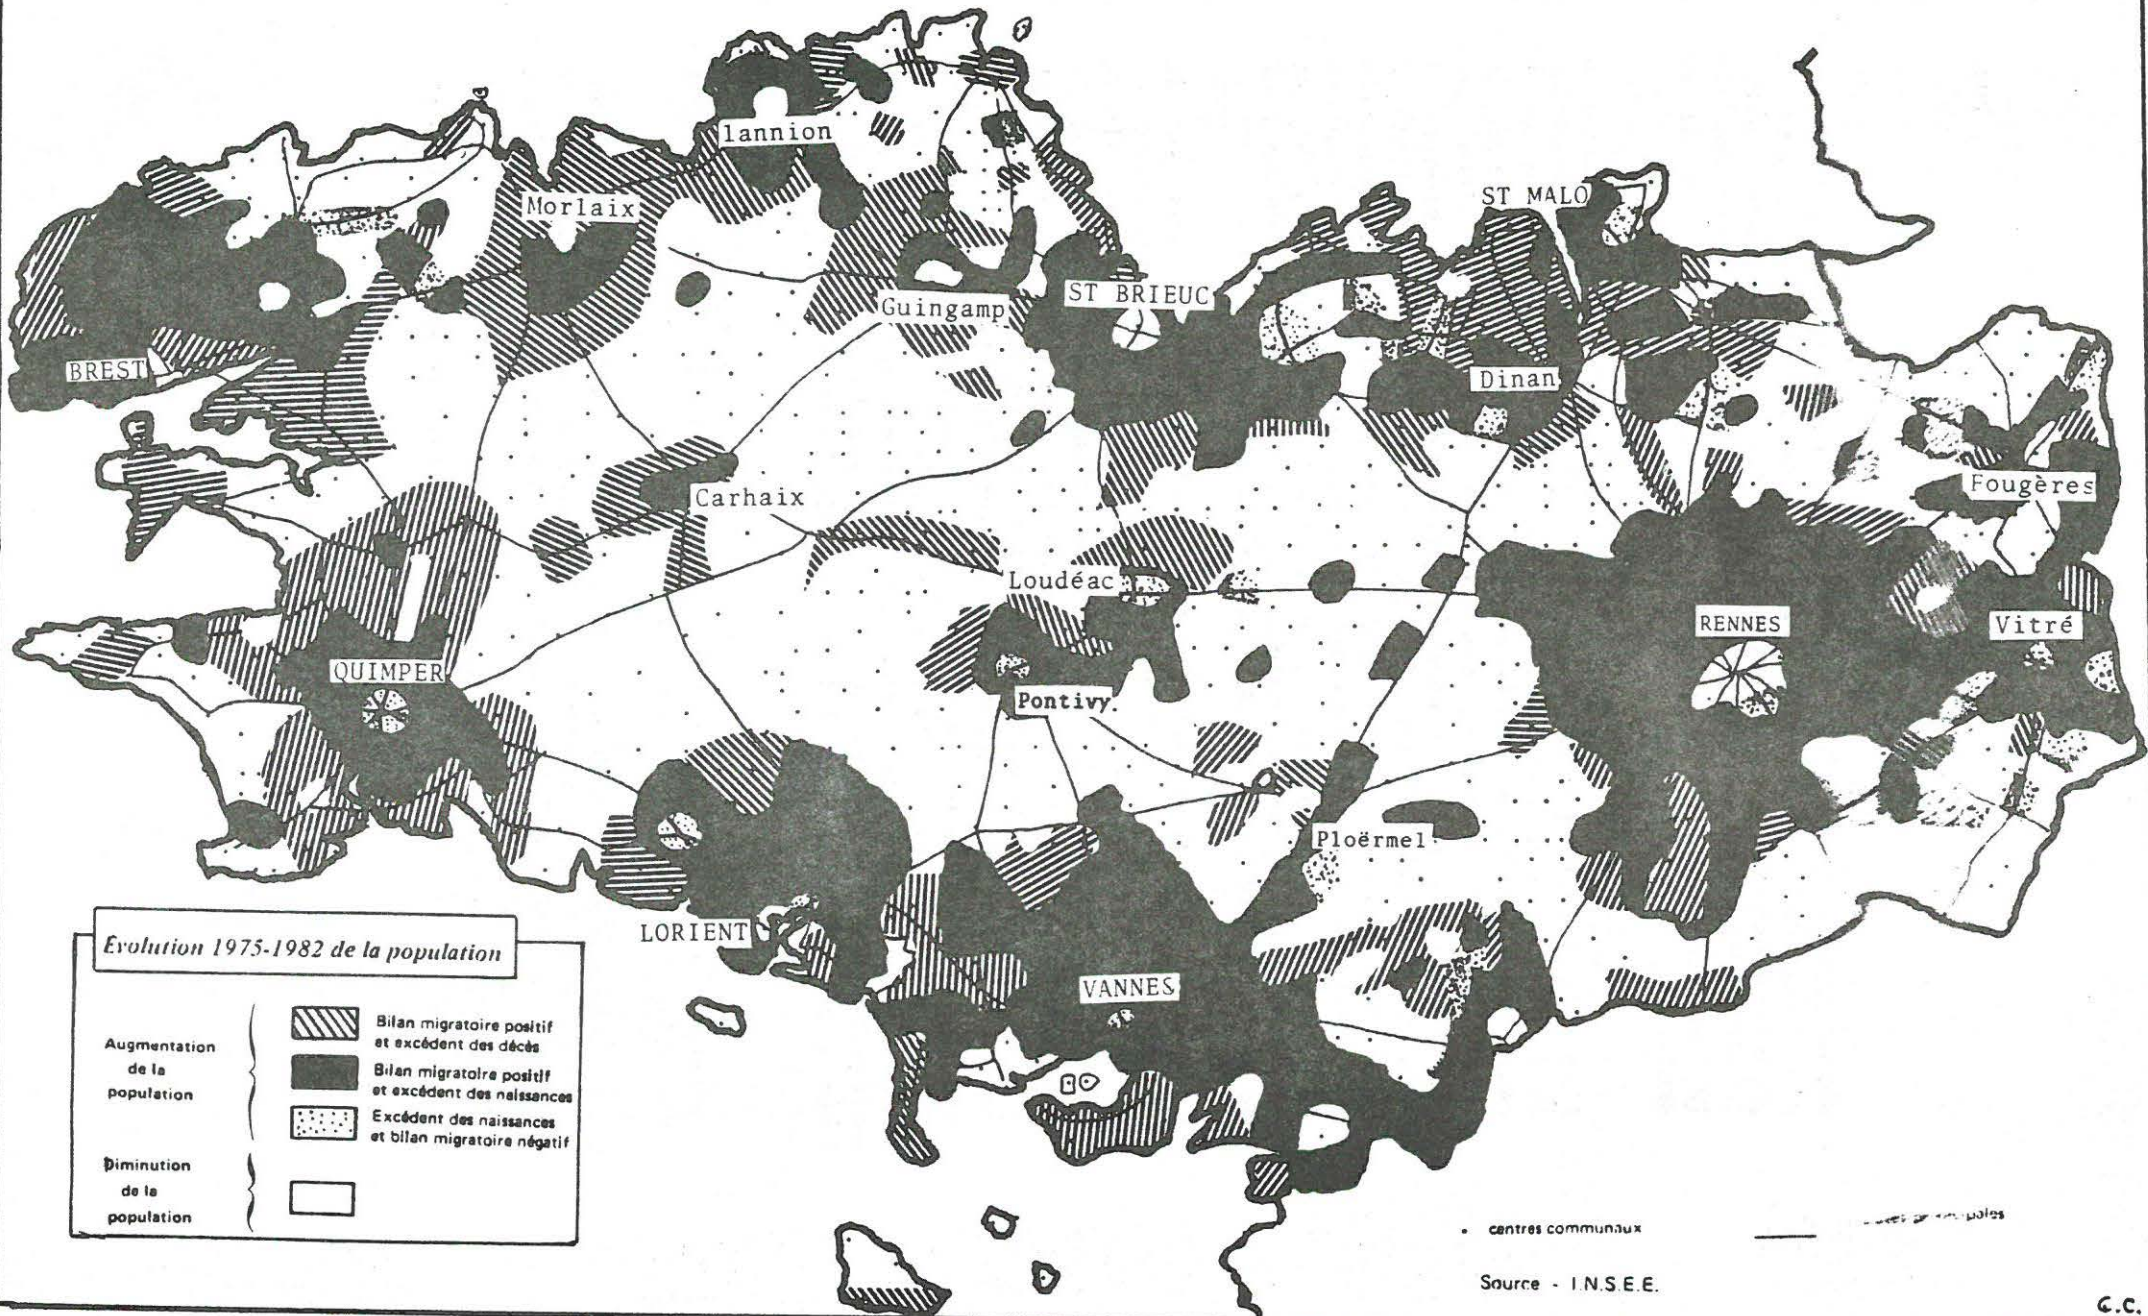 lannion
Morlaix
ST MALO
Guingamp
ST BRIEUC
BREST
Dinan
Carhaix
Fougères
Loudéac
RENNES
Vitré
QUIMPER
Pontivy.
Ploërmel
LORIENT
VANNES
Évolution 1975-1982 de la population
Augmentation
de la
population
Bilan migratoire positif
et excédent des décès
Bilan migratoire positif
et excédent des naissances
Excédent des naissances
et bilan migratoire négatif
Diminution
de la
population
centres communaux
Source - I.N.S.E.E.
G.C.